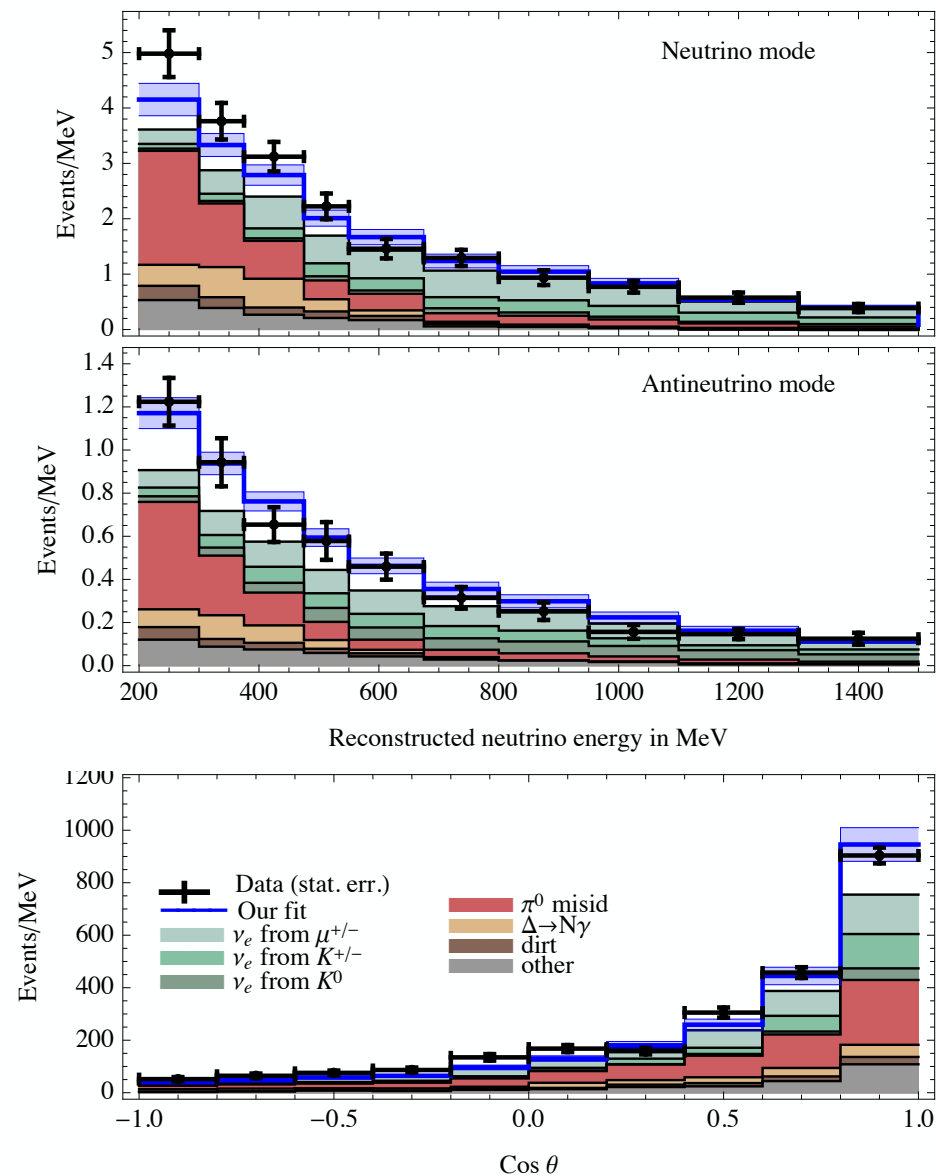 Neutrino mode
Events/MeV
5
4
3
2
1
0
Antineutrino mode
Events/MeV
1.4
1.2
1.0
0.8
0.6
0.4
0.2
0.0
200 400 600 800 1000 1200 1400
Reconstructed neutrino energy in MeV
Events/MeV
1200
1000
800
600
400
200
0
Data (stat. err.)
Our fit
νe from μ+/−
νe from K+/−
νe from K0
π0 misid
Δ→Nγ
dirt
other
−1.0 −0.5 0.0 0.5 1.0
Cos θ